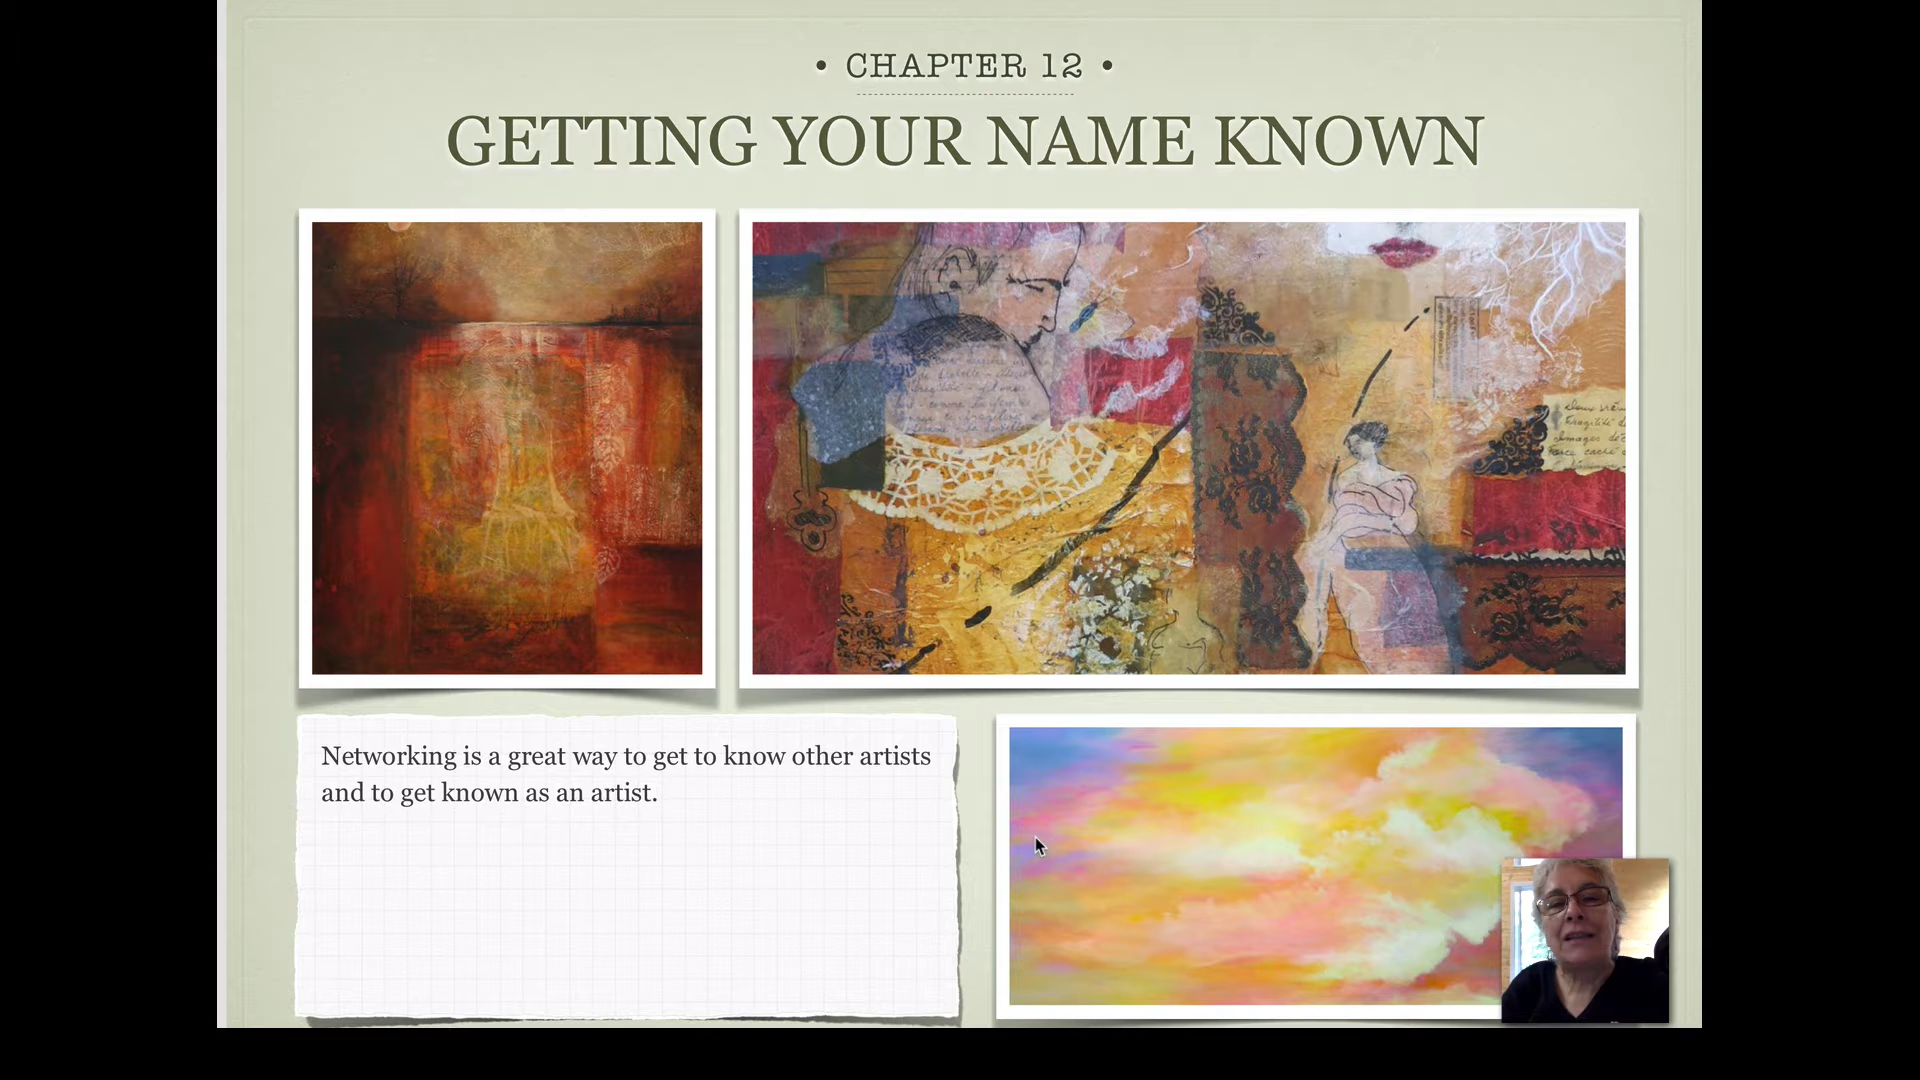 • CHAPTER 12 •
GETTING YOUR NAME KNOWN
Networking is a great way to get to know other artists
and to get known as an artist.